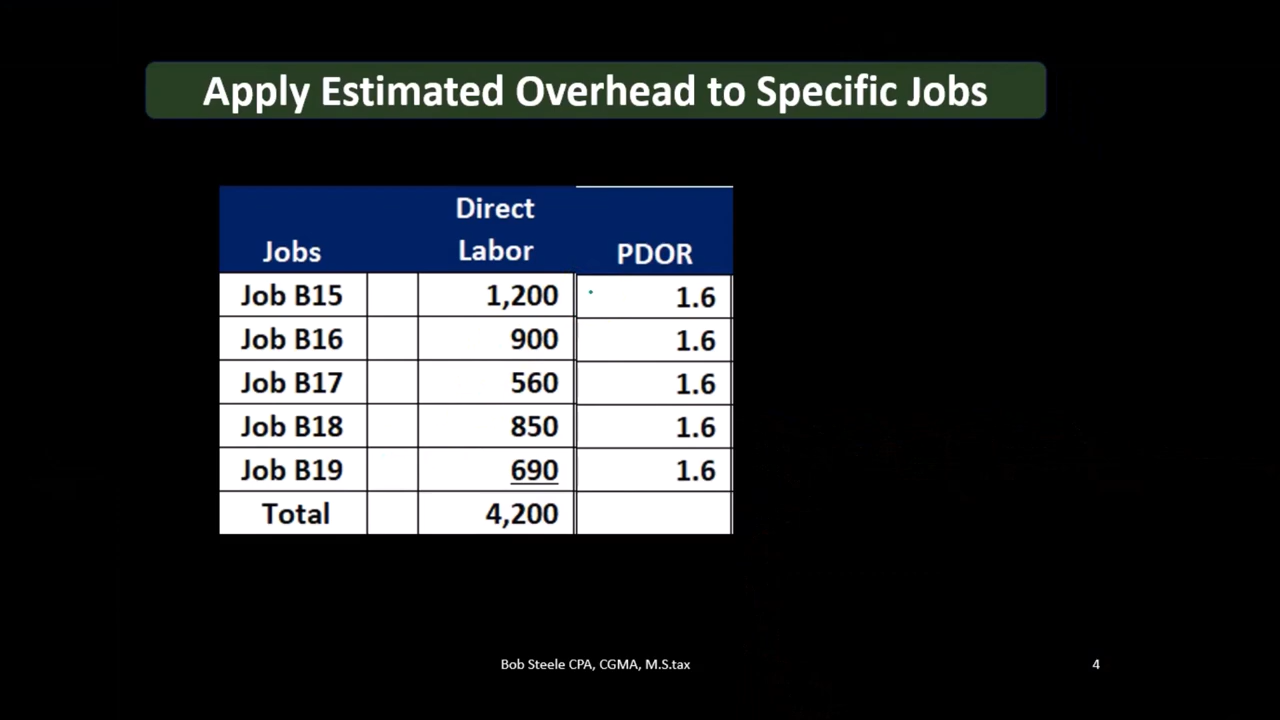 Apply Estimated Overhead to Specific Jobs
Direct
Jobs Labor PDOR
Job B15 1,200 1.6
Job B16 900 1.6
Job B17 560 1.6
Job B18 850 1.6
Job B19 690 1.6
Total 4,200
Bob Steele CPA, CGMA, M.S.tax 4